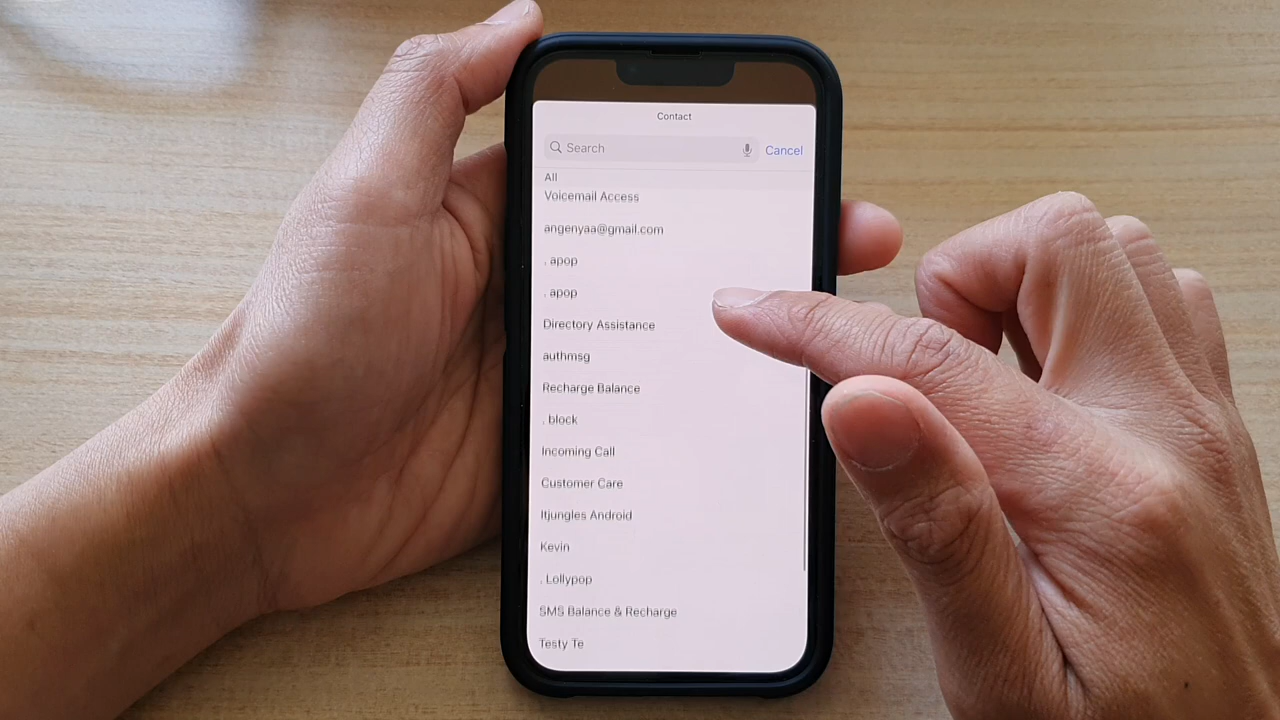 Contact
Search
Cancel
All
Voicemail Access
angenyaa@gmail.com
. apop
. apop
Directory Assistance
authmsg
Recharge Balance
. block
Incoming Call
Customer Care
Itjungles Android
Kevin
. Lollypop
SMS Balance & Recharge
Testy Te